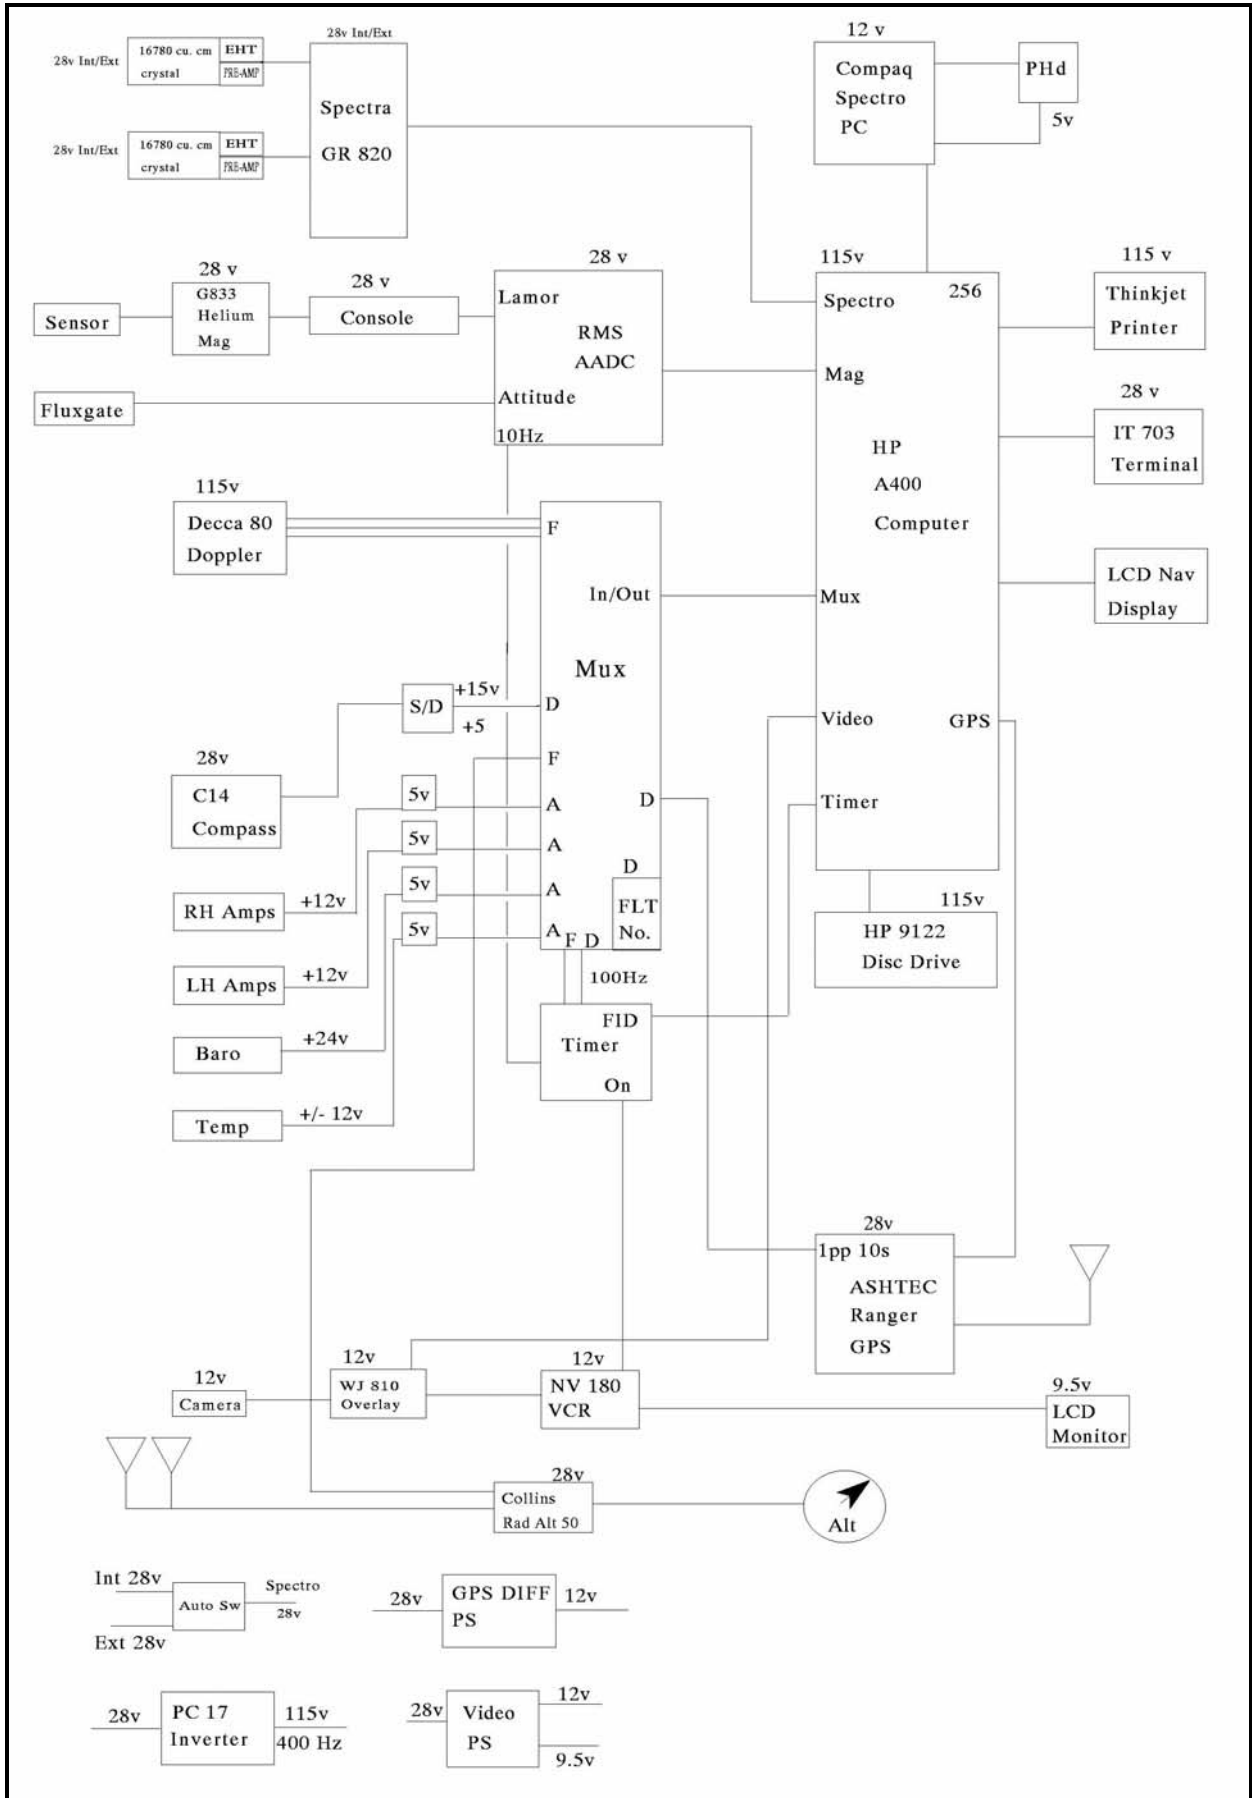 28v Int/Ext
12 v
28v Int/Ext
16780 cu. cm
crystal
EHT
PRE-AMP
Spectra
GR 820
Compaq
Spectro
PC
PHd
5v
28v Int/Ext
16780 cu. cm
crystal
EHT
PRE-AMP
28 v
28 v
28 v
115v
115 v
Sensor
G833
Helium
Mag
Console
Lamor
RMS
AADC
Attitude
10Hz
Fluxgate
Spectro
256
Mag
HP
A400
Computer
Mux
Video
GPS
Timer
Thinkjet
Printer
28 v
IT 703
Terminal
LCD Nav
Display
115v
Decca 80
Doppler
F
In/Out
Mux
S/D
+15v
+5
D
F
A
A
A
A
F D
D
D
FLT
No.
28v
C14
Compass
5v
5v
5v
5v
RH Amps
+12v
LH Amps
+12v
Baro
+24v
Temp
+/- 12v
100Hz
FID
Timer
On
115v
HP 9122
Disc Drive
28v
1pp 10s
ASHTEC
Ranger
GPS
12v
Camera
12v
WJ 810
Overlay
12v
NV 180
VCR
9.5v
LCD
Monitor
28v
Collins
Rad Alt 50
Alt
Int 28v
Ext 28v
Auto Sw
Spectro
28v
28v
GPS DIFF
PS
12v
28v
PC 17
Inverter
115v
400 Hz
28v
Video
PS
12v
9.5v